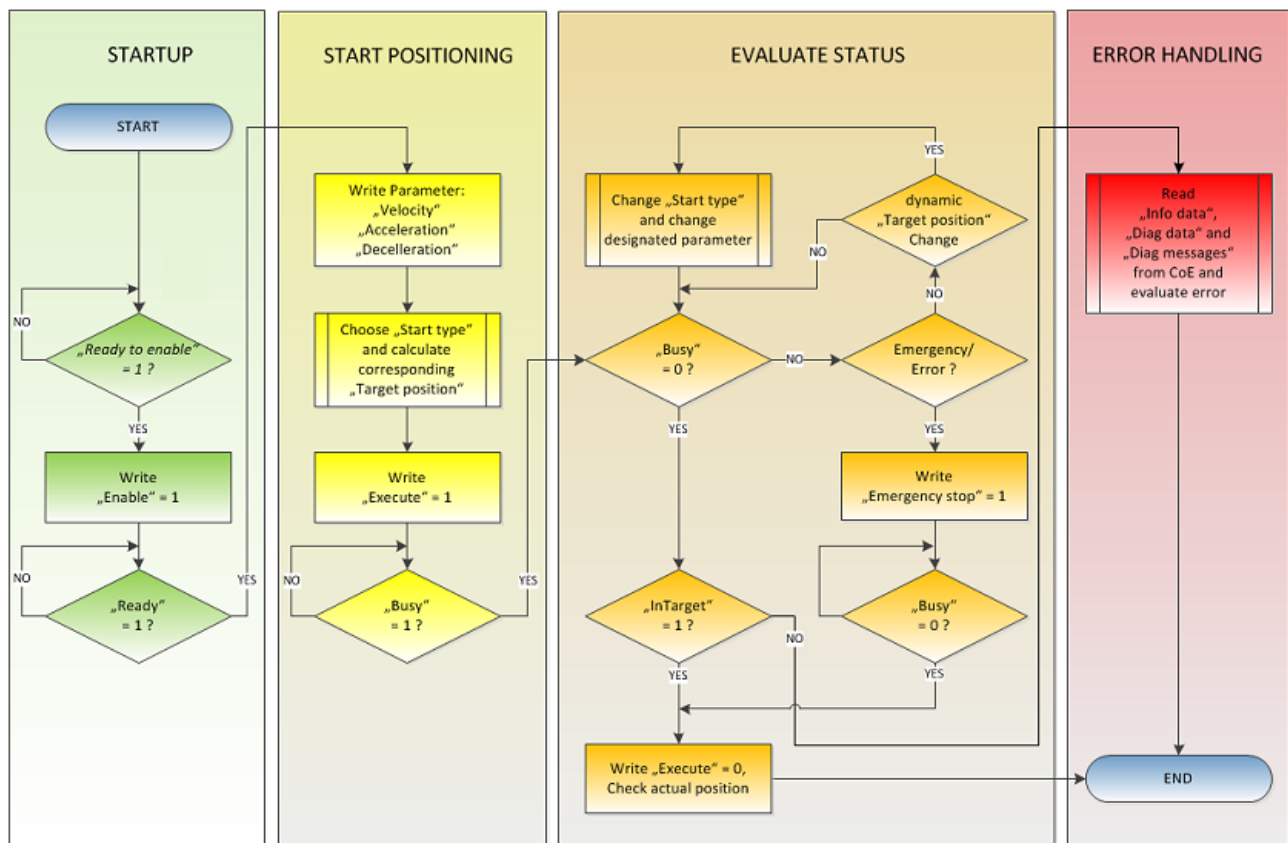 STARTUP
START
NO
„Ready to enable“
= 1 ?
YES
Write
„Enable“ = 1
NO
„Ready“
= 1 ?
YES
START POSITIONING
Write Parameter:
„Velocity“
„Acceleration“
„Decelleration“
Choose „Start type“
and calculate
corresponding
„Target position“
Write
„Execute“ = 1
NO
„Busy“
= 1 ?
YES
EVALUATE STATUS
YES
Change „Start type“
and change
designated parameter
dynamic
„Target position“
Change
NO
NO
„Busy“
= 0 ?
NO
Emergency/
Error ?
YES
YES
Write
„Emergency stop“ = 1
„InTarget“
= 1 ?
NO
„Busy“
= 0 ?
YES
YES
Write „Execute“ = 0,
Check actual position
ERROR HANDLING
Read
„Info data“,
„Diag data“ and
„Diag messages“
from CoE and
evaluate error
END